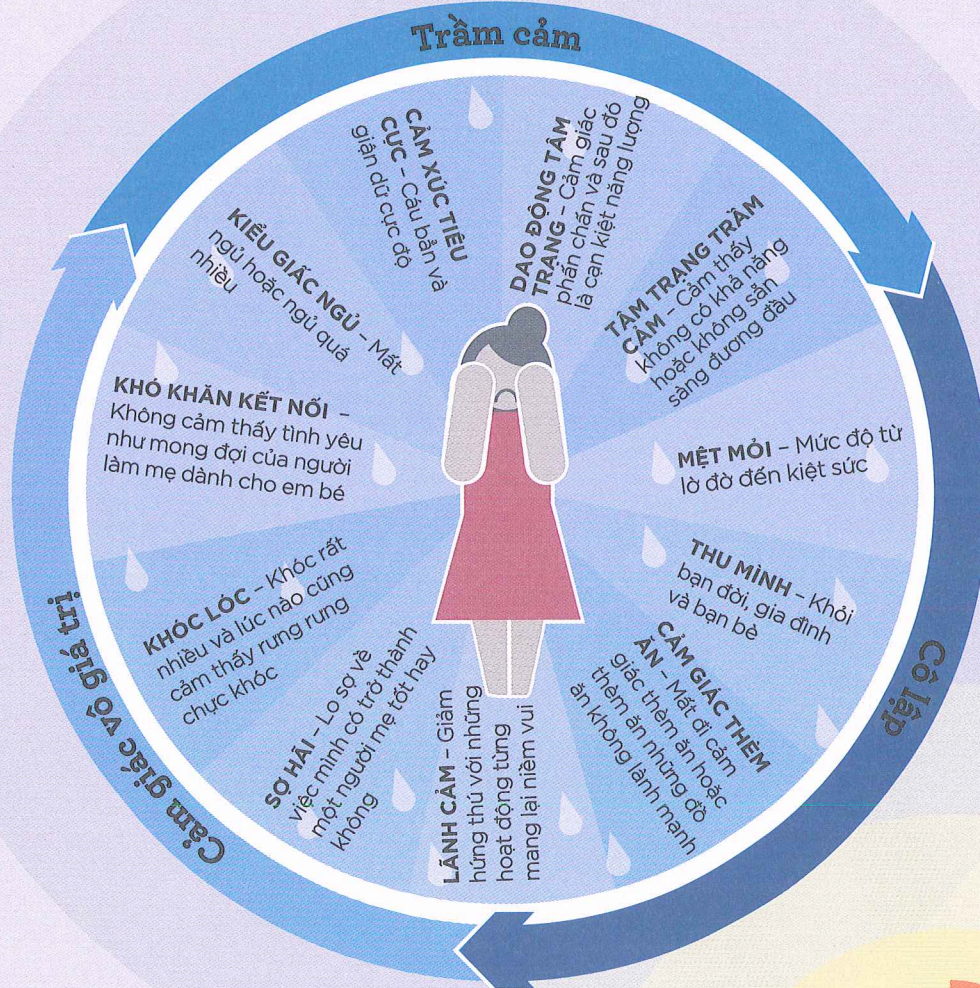 Trầm cảm
DAO ĐỘNG TÂM
TRẠNG – Cảm giác
phấn chấn và sau đó
là cạn kiệt năng lượng
TÂM TRẠNG TRẦM
CẢM – Cảm thấy
không có khả năng
hoặc không sẵn
sàng đương đầu
MỆT MỎI – Mức độ từ
lờ đờ đến kiệt sức
THU MÌNH – Khỏi
bạn đời, gia đình
và bạn bè
Cô lập
CẢM GIÁC THÈM
ĂN – Mất đi cảm
giác thèm ăn hoặc
thèm ăn những đồ
ăn không lành mạnh
LÃNH CẢM – Giảm
hứng thú với những
hoạt động từng
mang lại niềm vui
SỢ HÃI – Lo sợ về
việc mình có trở thành
một người mẹ tốt hay
không
Cảm giác vô giá trị
KHÓC LÓC – Khóc rất
nhiều và lúc nào cũng
cảm thấy rưng rưng
chực khóc
KHÓ KHĂN KẾT NỐI –
Không cảm thấy tình yêu
như mong đợi của người
làm mẹ dành cho em bé
KIỂU GIẤC NGỦ – Mất
ngủ hoặc ngủ quá
nhiều
CẢM XÚC TIÊU
CỰC – Cáu bẳn và
giận dữ cực độ